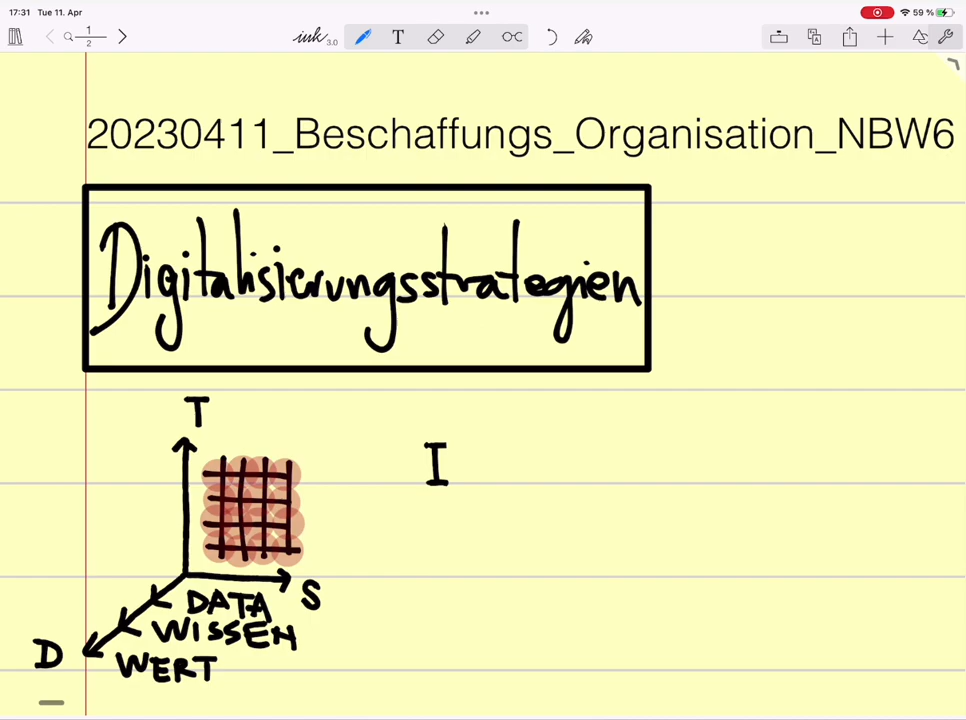 17:31 Tue 11. Apr
59 %
1
2
ink 3.0
T
20230411_Beschaffungs_Organisation_NBW6
Digitalisierungsstrategien
T
I
S
DATA
WISSEN
D
WERT